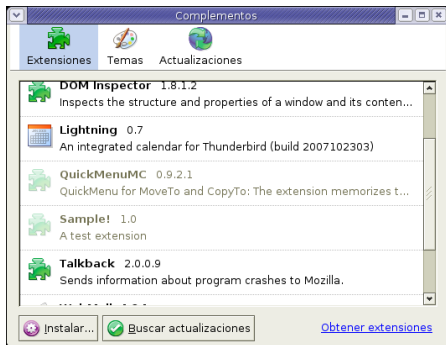 Complementos
Extensiones Temas Actualizaciones
DOM Inspector 1.8.1.2
Inspects the structure and properties of a window and its conten...
Lightning 0.7
An integrated calendar for Thunderbird (build 2007102303)
QuickMenuMC 0.9.2.1
QuickMenu for MoveTo and CopyTo: The extension memorizes t...
Sample! 1.0
A test extension
Talkback 2.0.0.9
Sends information about program crashes to Mozilla.
Instalar... Buscar actualizaciones Obtener extensiones